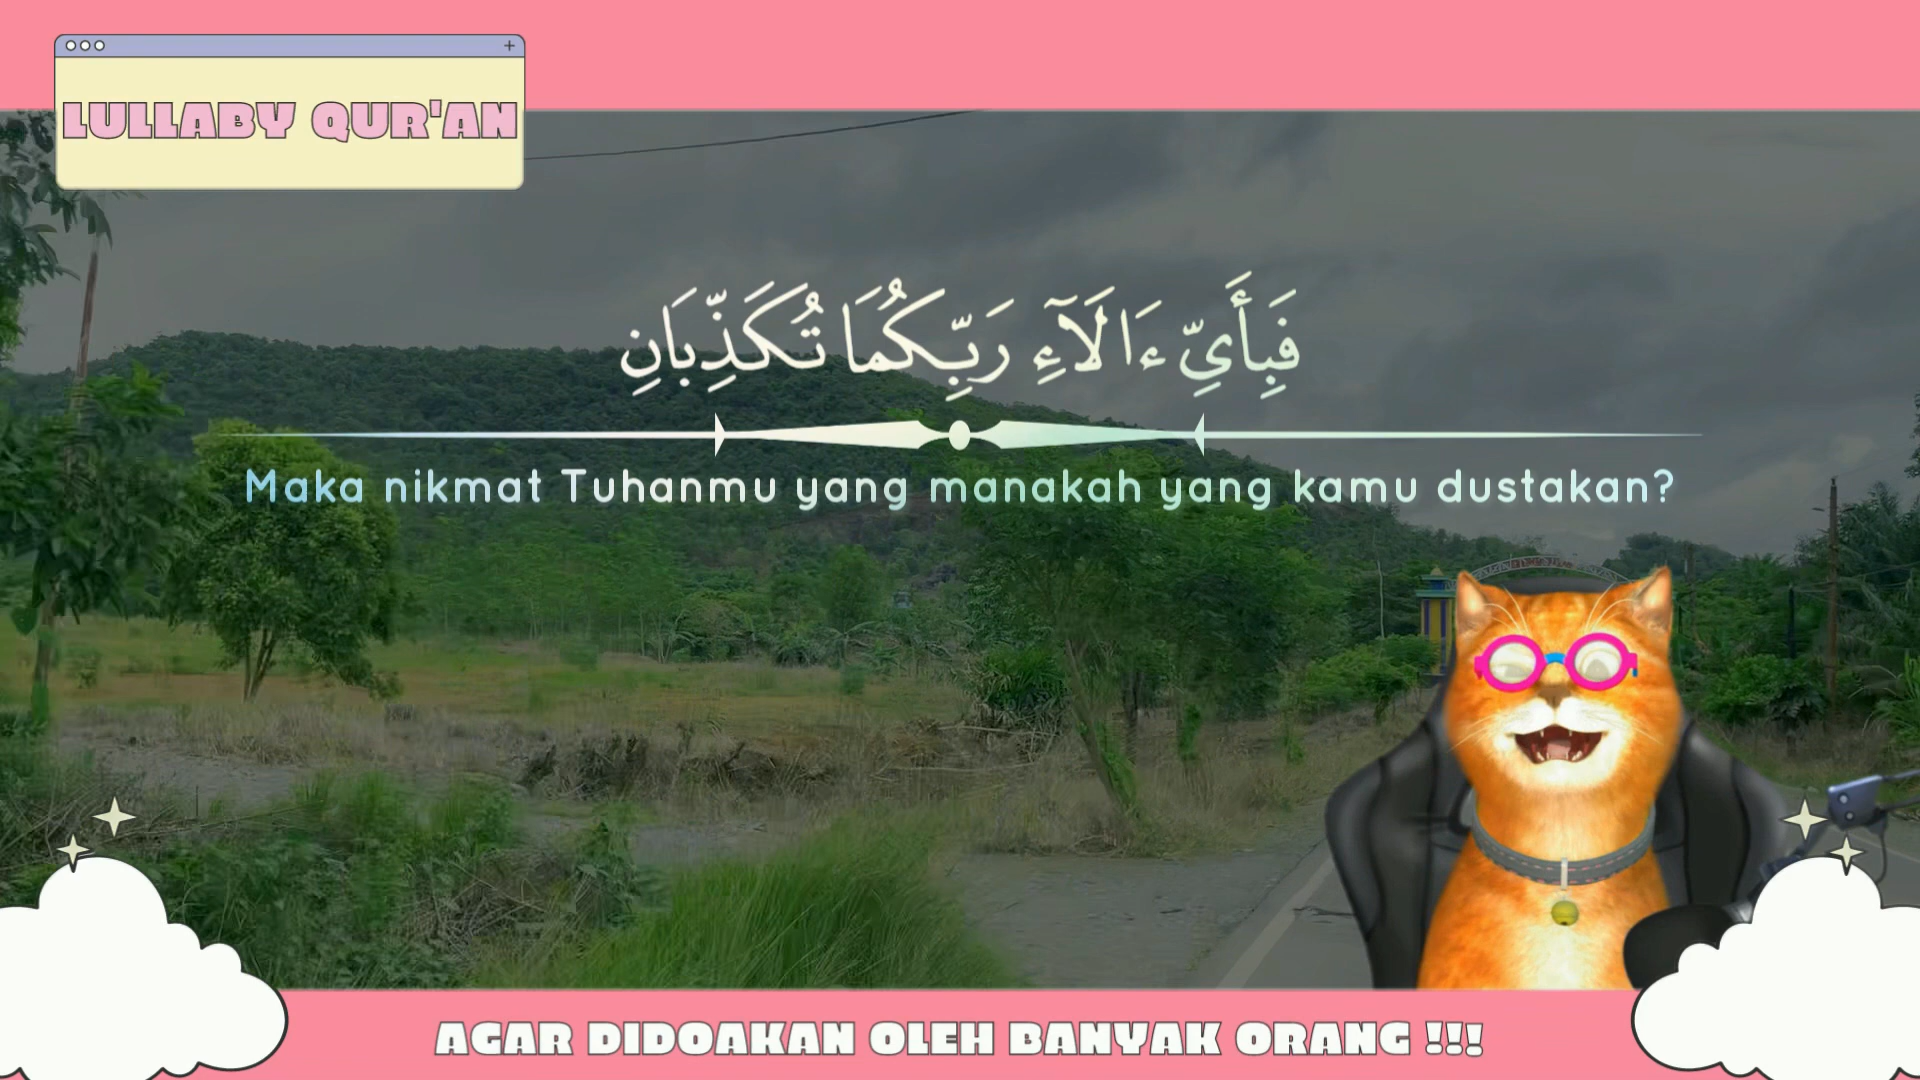 LULLABY QUR'AN
فَبِأَيِّ ءَالَآءِ رَبِّكُمَا تُكَذِّبَانِ
Maka nikmat Tuhanmu yang manakah yang kamu dustakan?
AGAR DIDOAKAN OLEH BANYAK ORANG !!!